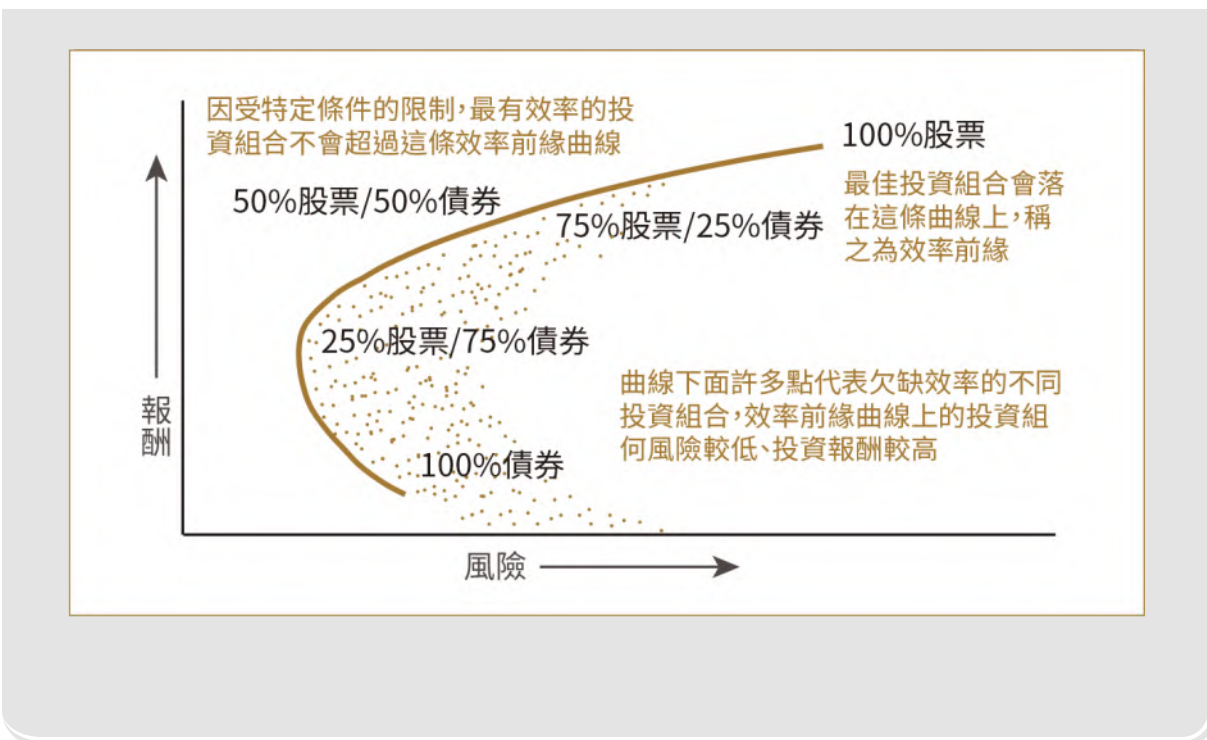 因受特定條件的限制，最有效率的投
資組合不會超過這條效率前緣曲線
100%股票
50%股票/50%債券
最佳投資組合會落
在這條曲線上，稱
之為效率前緣
75%股票/25%債券
25%股票/75%債券
曲線下面許多點代表欠缺效率的不同
投資組合，效率前緣曲線上的投資組
何風險較低、投資報酬較高
100%債券
報酬
風險